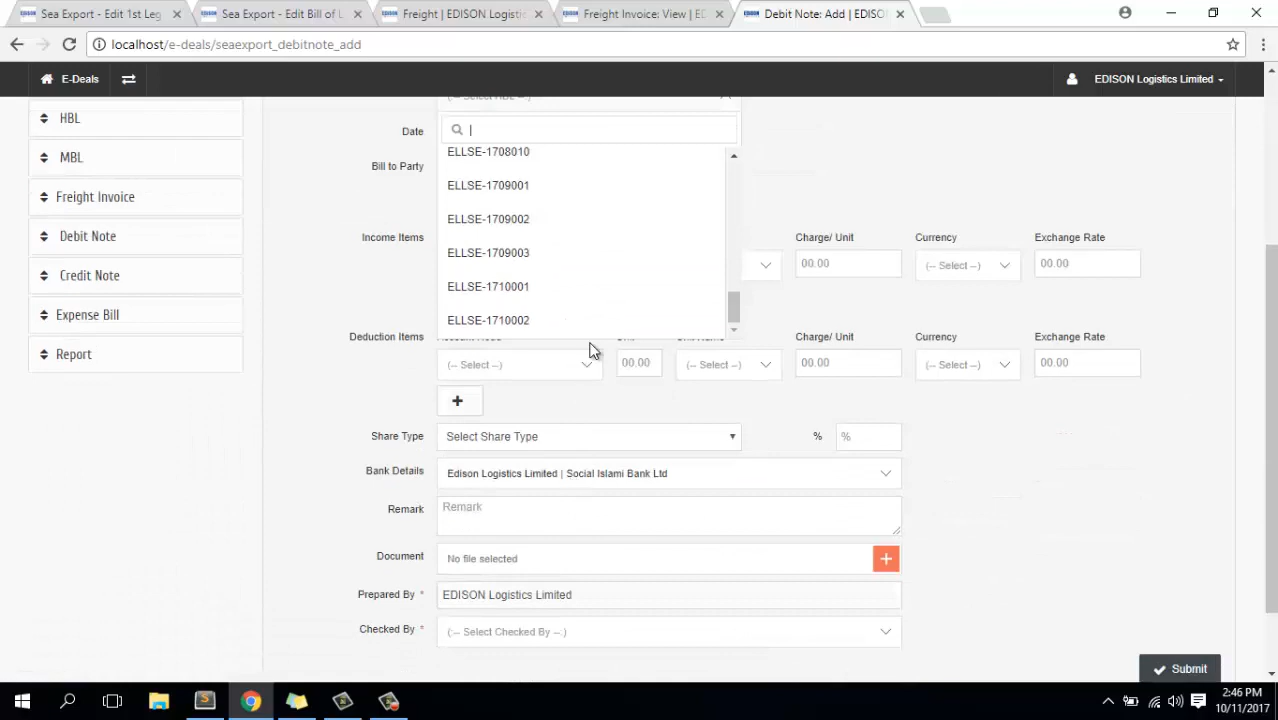 Sea Export - Edit 1st Leg
Sea Export - Edit Bill of L
Freight | EDISON Logistic
Freight Invoice: View | ED
Debit Note: Add | EDISO
localhost/e-deals/seaexport_debitnote_add
E-Deals
EDISON Logistics Limited
HBL
MBL
Freight Invoice
Debit Note
Credit Note
Expense Bill
Report
Date
Bill to Party
ELLSE-1708010
ELLSE-1709001
ELLSE-1709002
ELLSE-1709003
ELLSE-1710001
ELLSE-1710002
Income Items
Charge/ Unit
Currency
Exchange Rate
00.00
(-- Select --)
00.00
Deduction Items
Charge/ Unit
Currency
Exchange Rate
(-- Select --)
00.00
(-- Select --)
00.00
(-- Select --)
00.00
Share Type
Select Share Type
%
%
Bank Details
Edison Logistics Limited | Social Islami Bank Ltd
Remark
Remark
Document
No file selected
Prepared By *
EDISON Logistics Limited
Checked By *
(:-- Select Checked By --:)
Submit
2:46 PM
10/11/2017